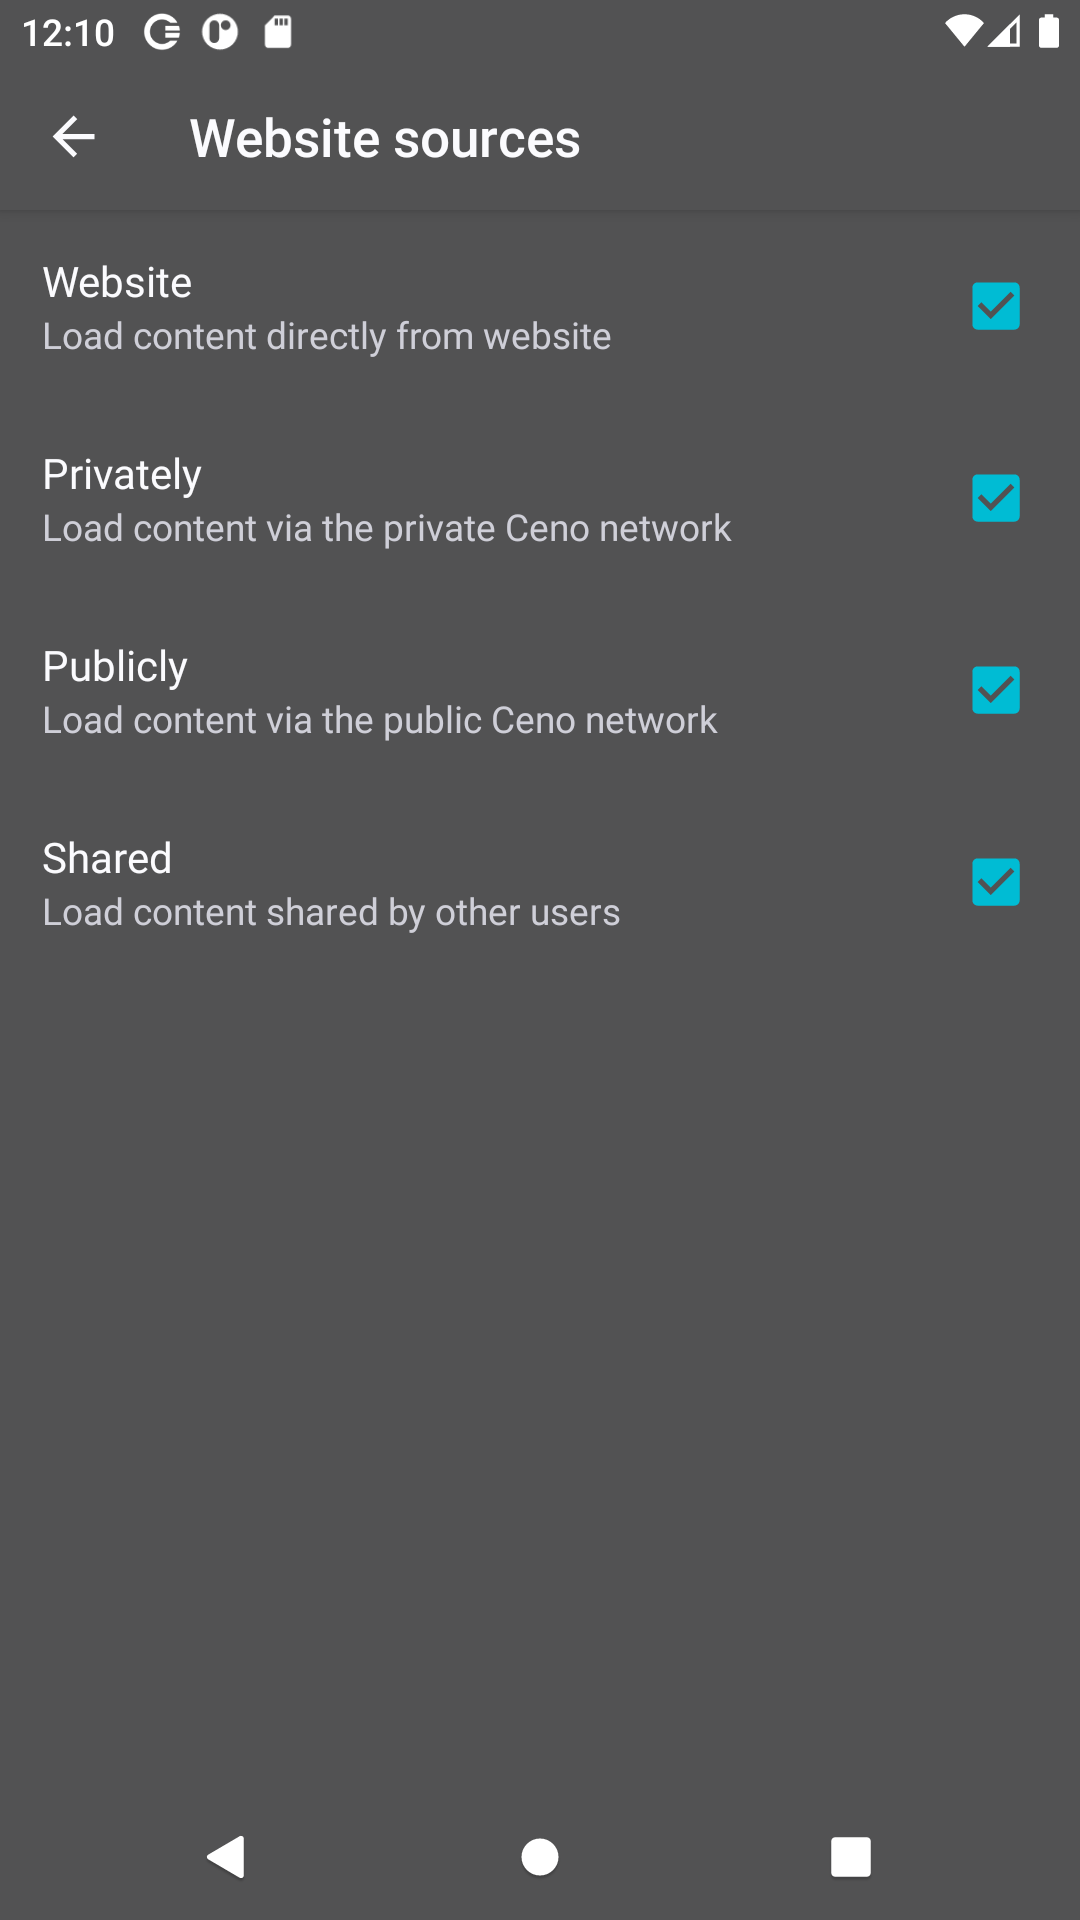 12:10
Website sources
Website
Load content directly from website
Privately
Load content via the private Ceno network
Publicly
Load content via the public Ceno network
Shared
Load content shared by other users